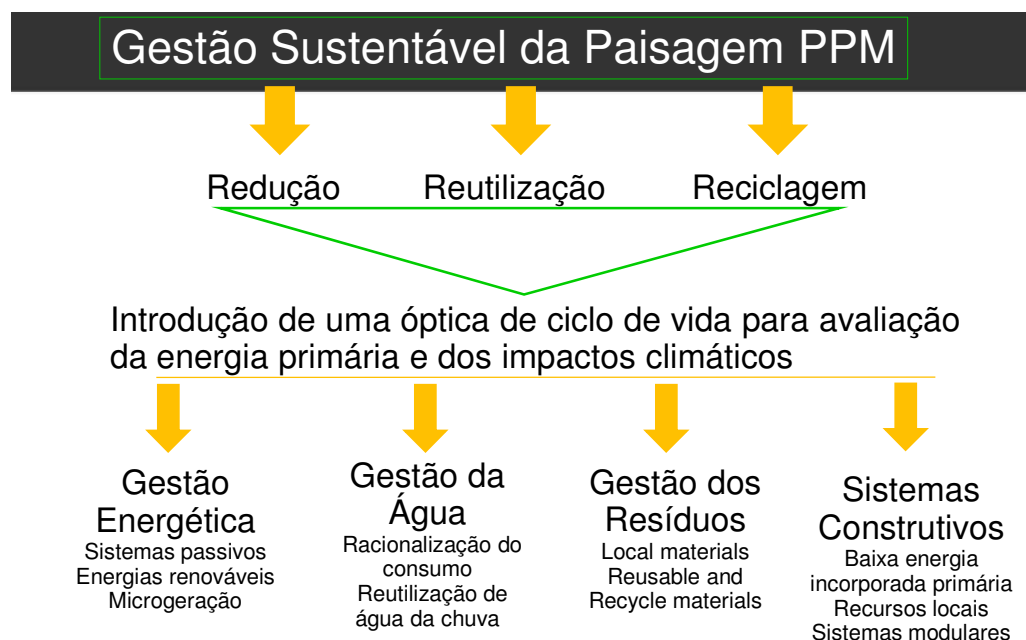 Gestão Sustentável da Paisagem PPM
Redução
Reutilização
Reciclagem
Introdução de uma óptica de ciclo de vida para avaliação
da energia primária e dos impactos climáticos
Gestão
Energética
Sistemas passivos
Energias renováveis
Microgeração
Gestão da
Água
Racionalização do
consumo
Reutilização de
água da chuva
Gestão dos
Resíduos
Local materials
Reusable and
Recycle materials
Sistemas
Construtivos
Baixa energia
incorporada primária
Recursos locais
Sistemas modulares